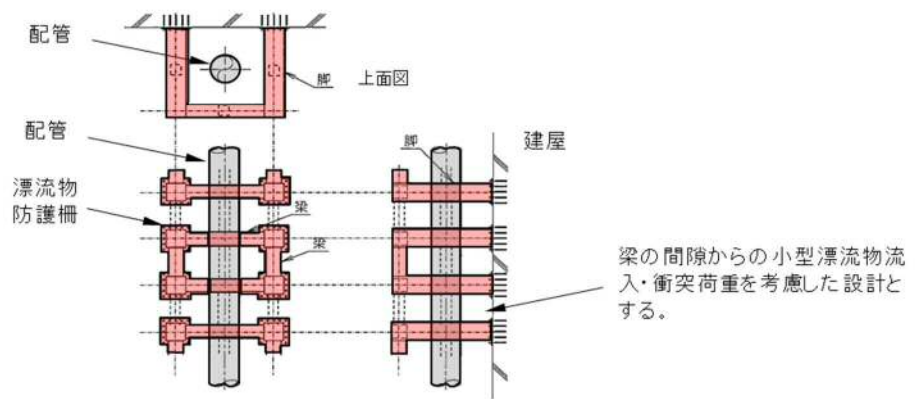 配管
脚
上面図
配管
漂流物
防護柵
梁
梁
脚
建屋
梁の間隙からの小型漂流物流
入・衝突荷重を考慮した設計と
する。